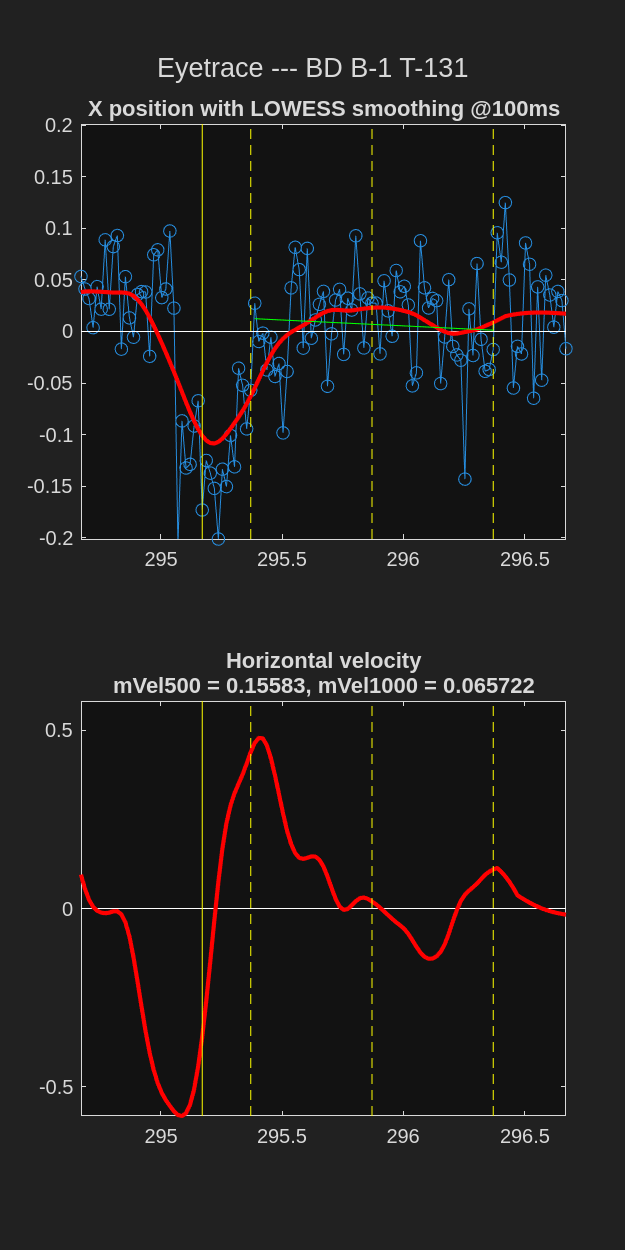 Eyetrace --- BD B-1 T-131
X position with LOWESS smoothing @100ms
0.2
0.15
0.1
0.05
0
-0.05
-0.1
-0.15
-0.2
295 295.5 296 296.5
Horizontal velocity
mVel500 = 0.15583, mVel1000 = 0.065722
0.5
0
-0.5
295 295.5 296 296.5